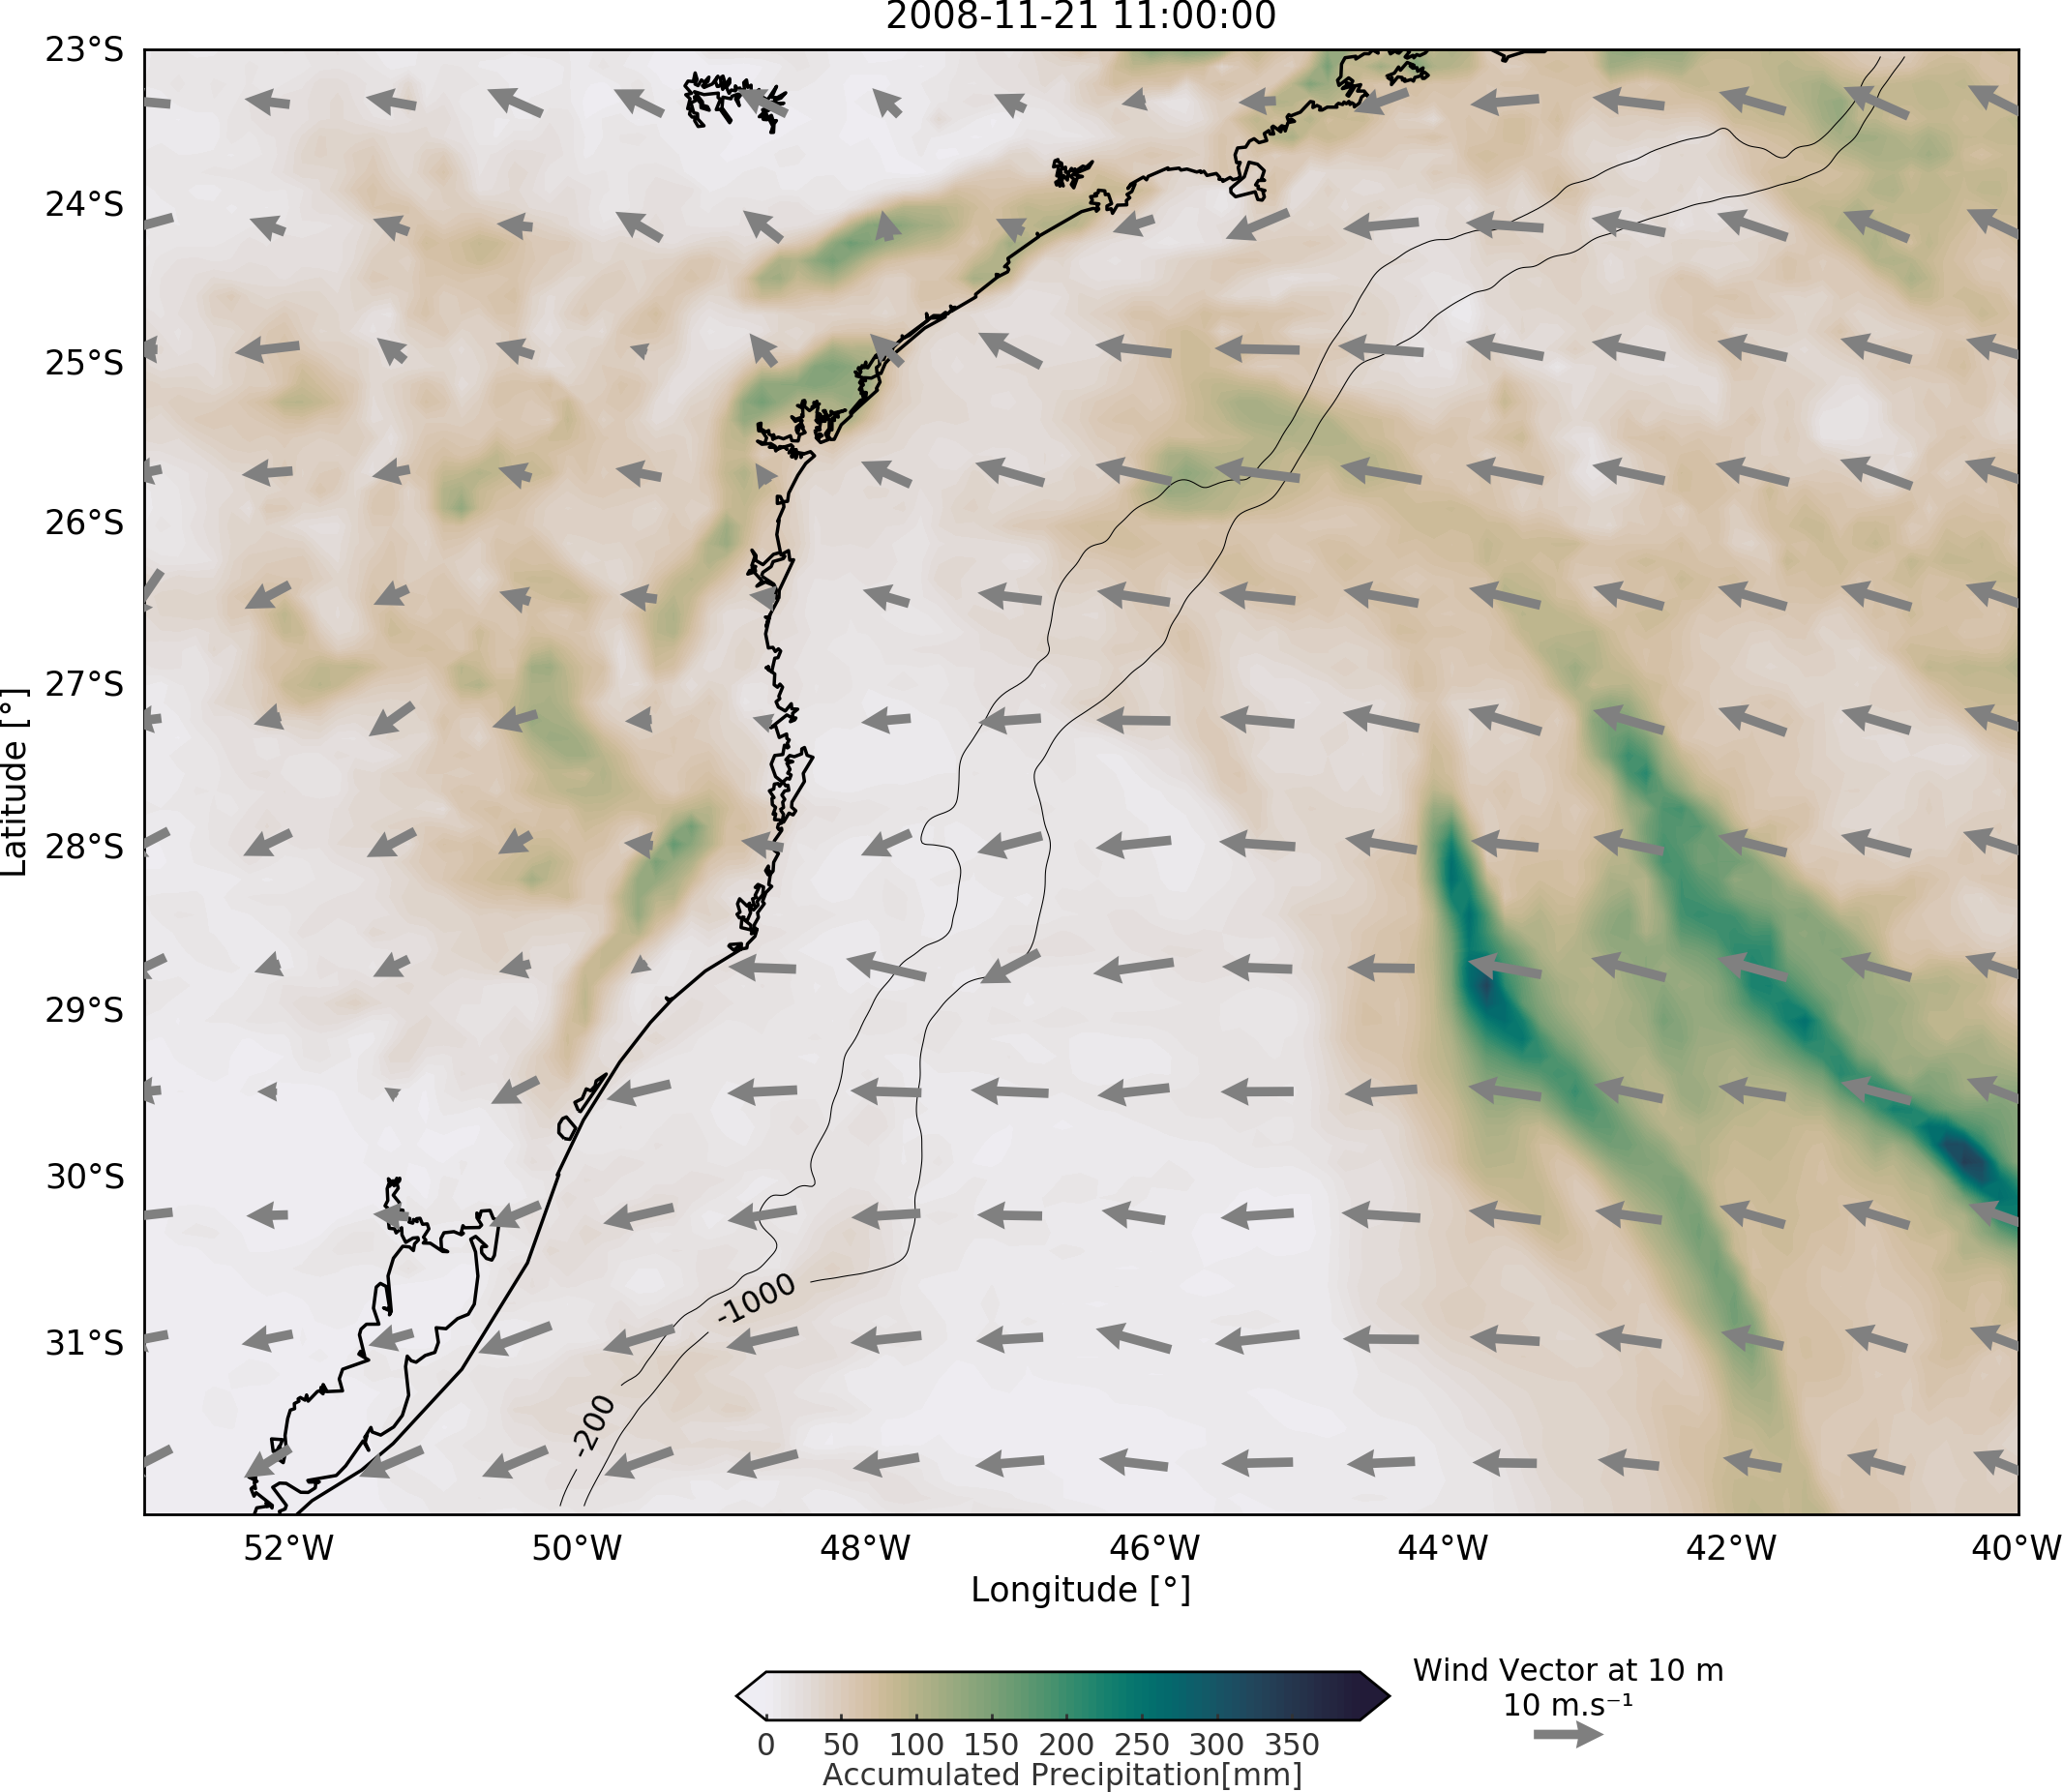 2008-11-21 11:00:00
23°S
24°S
25°S
26°S
27°S
28°S
29°S
30°S
31°S
Latitude [°]
-1000
-200
52°W 50°W 48°W 46°W 44°W 42°W 40°W
Longitude [°]
Wind Vector at 10 m
10 m.s⁻¹
0 50 100 150 200 250 300 350
Accumulated Precipitation[mm]